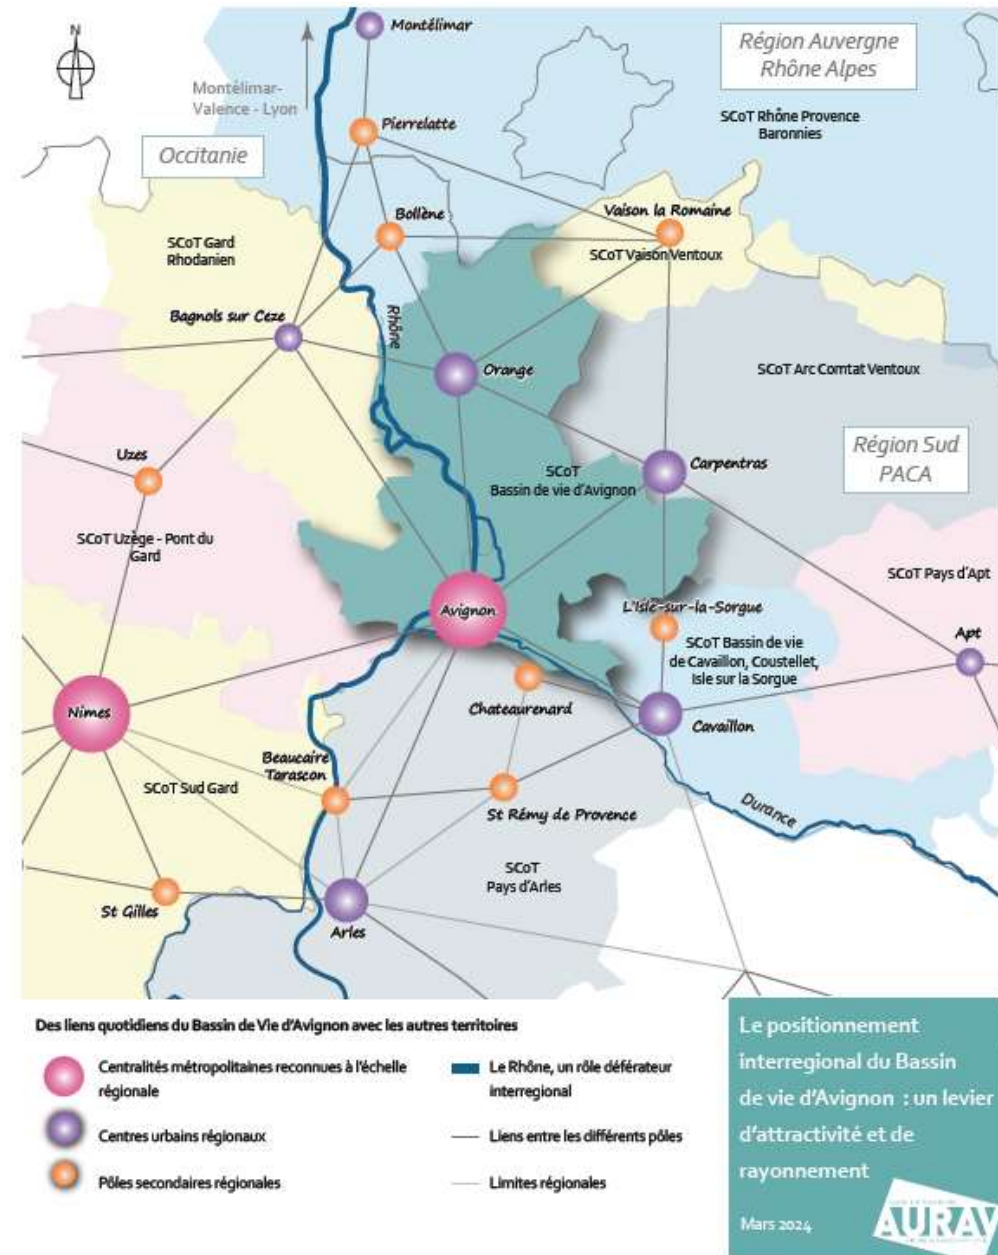 N
Montélimar
Région Auvergne
Rhône Alpes
Montélimar-
Valence - Lyon
SCoT Rhône Provence
Baronnies
Pierrelatte
Occitanie
Vaison la Romaine
Bollène
SCoT Gard
Rhodanien
SCoT Vaison Ventoux
Bagnols sur Ceze
Rhône
Orange
SCoT Arc Comtat Ventoux
Région Sud
PACA
Uzes
Carpentras
SCoT
Bassin de vie d'Avignon
SCoT Uzège - Pont du
Gard
SCoT Pays d'Apt
Avignon
L'Isle-sur-la-Sorgue
Apt
SCoT Bassin de vie
de Cavaillon, Coustellet,
Isle sur la Sorgue
Nimes
Chateaurenard
Cavaillon
Beaucaire
Tarascon
SCoT Sud Gard
St Rémy de Provence
Durance
SCoT
Pays d'Arles
St Gilles
Arles
Des liens quotidiens du Bassin de Vie d'Avignon avec les autres territoires
Centralités métropolitaines reconnues à l'échelle
régionale
Centres urbains régionaux
Pôles secondaires régionales
Le Rhône, un rôle déférateur
interregional
Liens entre les différents pôles
Limites régionales
Le positionnement
interregional du Bassin
de vie d'Avignon : un levier
d'attractivité et de
rayonnement
Mars 2024
AURAV